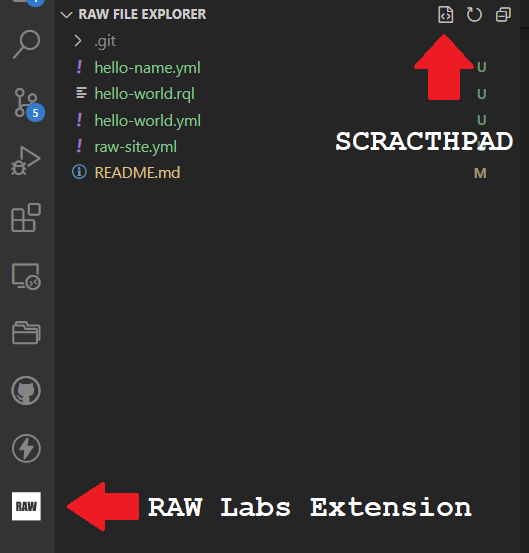 RAW FILE EXPLORER
.git
hello-name.yml U
hello-world.rql U
hello-world.yml U
raw-site.yml
SCRACTHPAD
README.md M
5
RAW
RAW Labs Extension